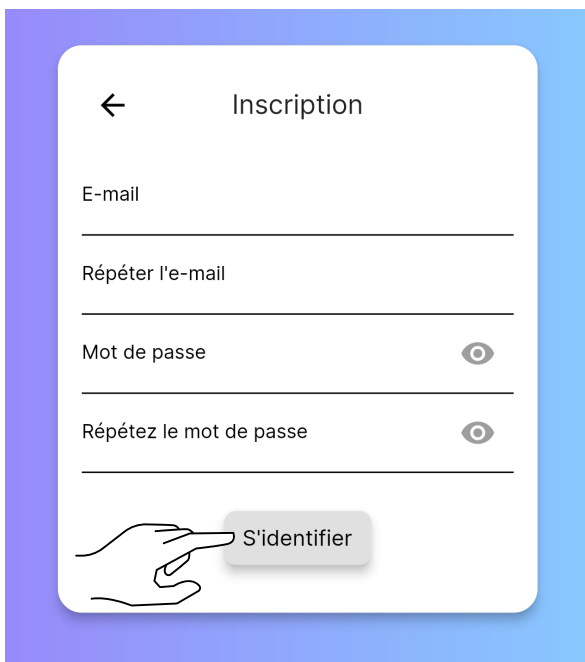 Inscription
E-mail
Répéter l'e-mail
Mot de passe
Répétez le mot de passe
S'identifier